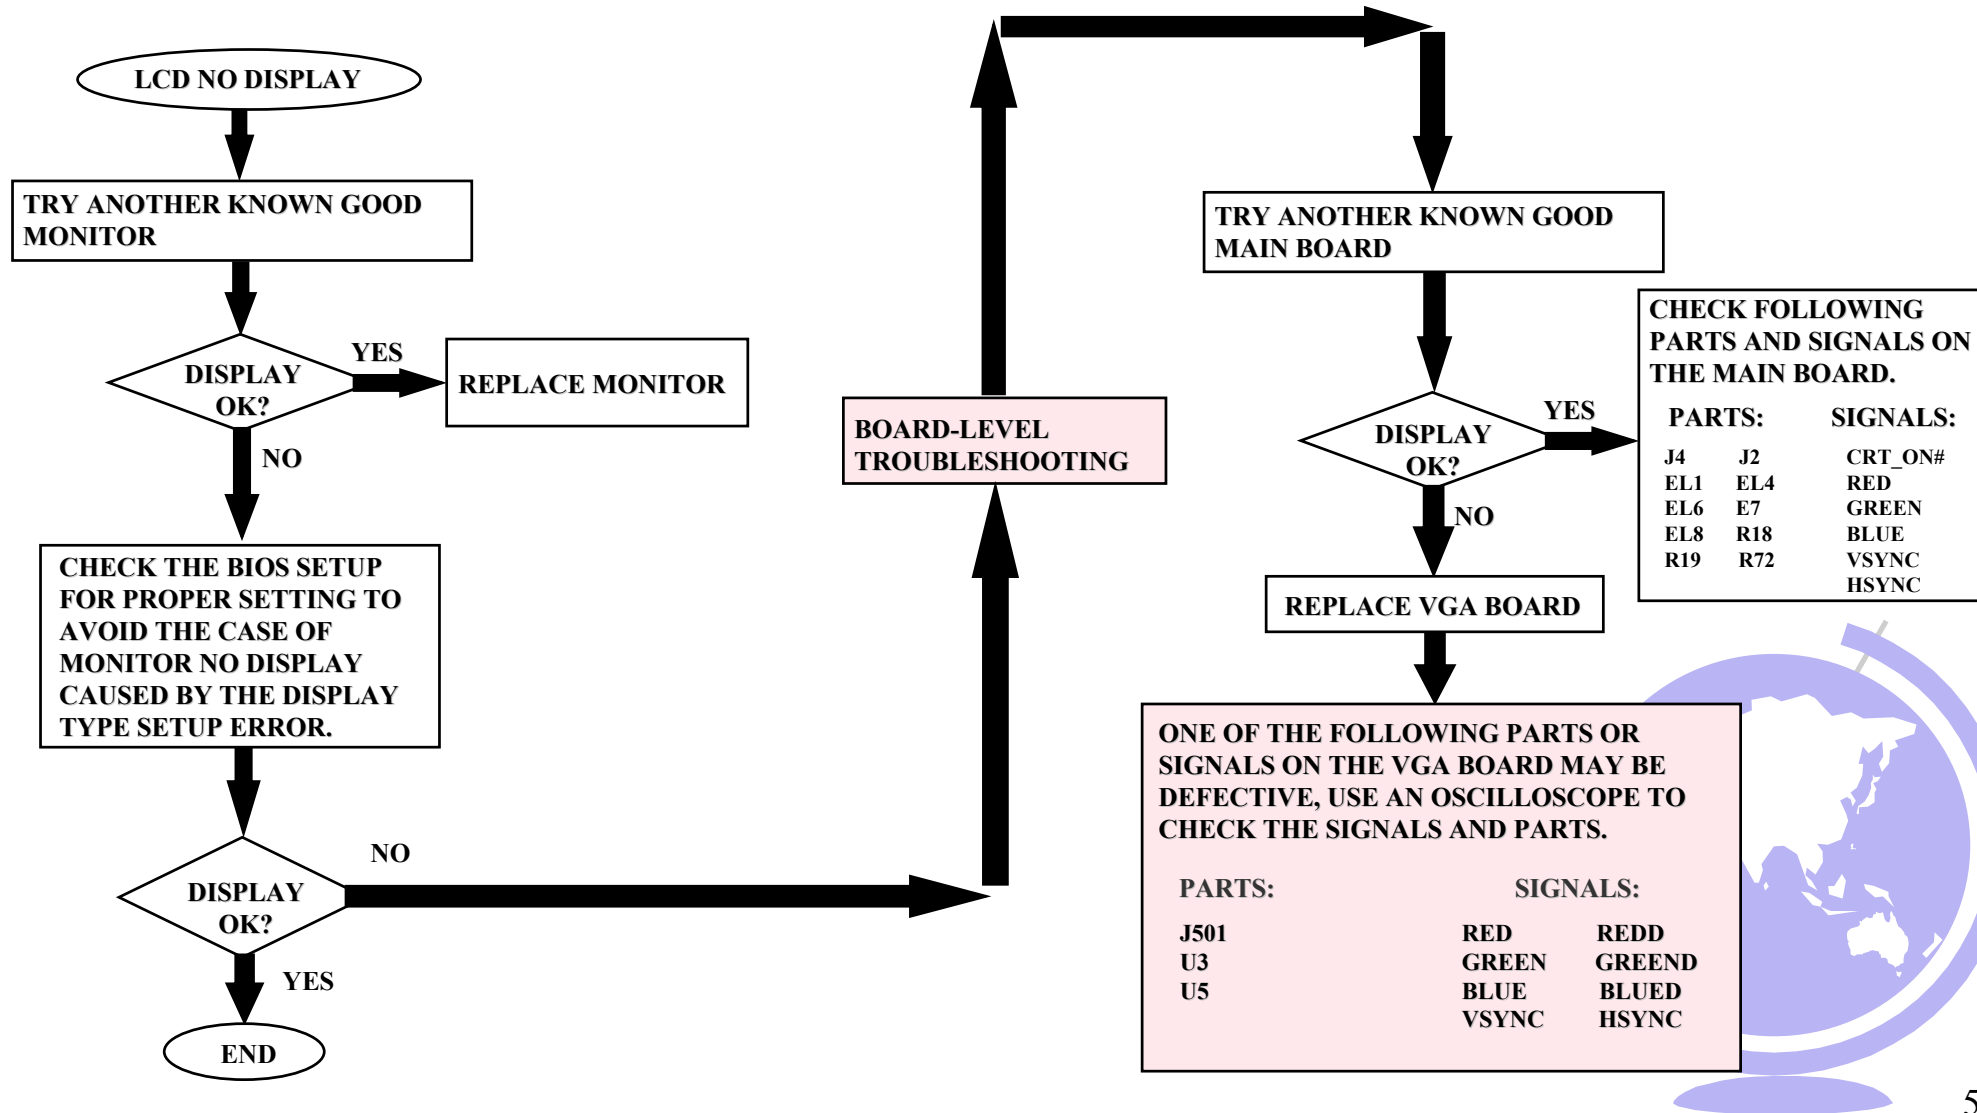 LCD NO DISPLAY
TRY ANOTHER KNOWN GOOD
MONITOR
DISPLAY
OK?
YES
REPLACE MONITOR
NO
CHECK THE BIOS SETUP
FOR PROPER SETTING TO
AVOID THE CASE OF
MONITOR NO DISPLAY
CAUSED BY THE DISPLAY
TYPE SETUP ERROR.
DISPLAY
OK?
NO
YES
END
BOARD-LEVEL
TROUBLESHOOTING
TRY ANOTHER KNOWN GOOD
MAIN BOARD
DISPLAY
OK?
YES
NO
CHECK FOLLOWING
PARTS AND SIGNALS ON
THE MAIN BOARD.
PARTS: SIGNALS:
J4 J2 CRT_ON#
EL1 EL4 RED
EL6 E7 GREEN
EL8 R18 BLUE
R19 R72 VSYNC
HSYNC
REPLACE VGA BOARD
ONE OF THE FOLLOWING PARTS OR
SIGNALS ON THE VGA BOARD MAY BE
DEFECTIVE, USE AN OSCILLOSCOPE TO
CHECK THE SIGNALS AND PARTS.
PARTS: SIGNALS:
J501 RED REDD
U3 GREEN GREEND
U5 BLUE BLUED
VSYNC HSYNC